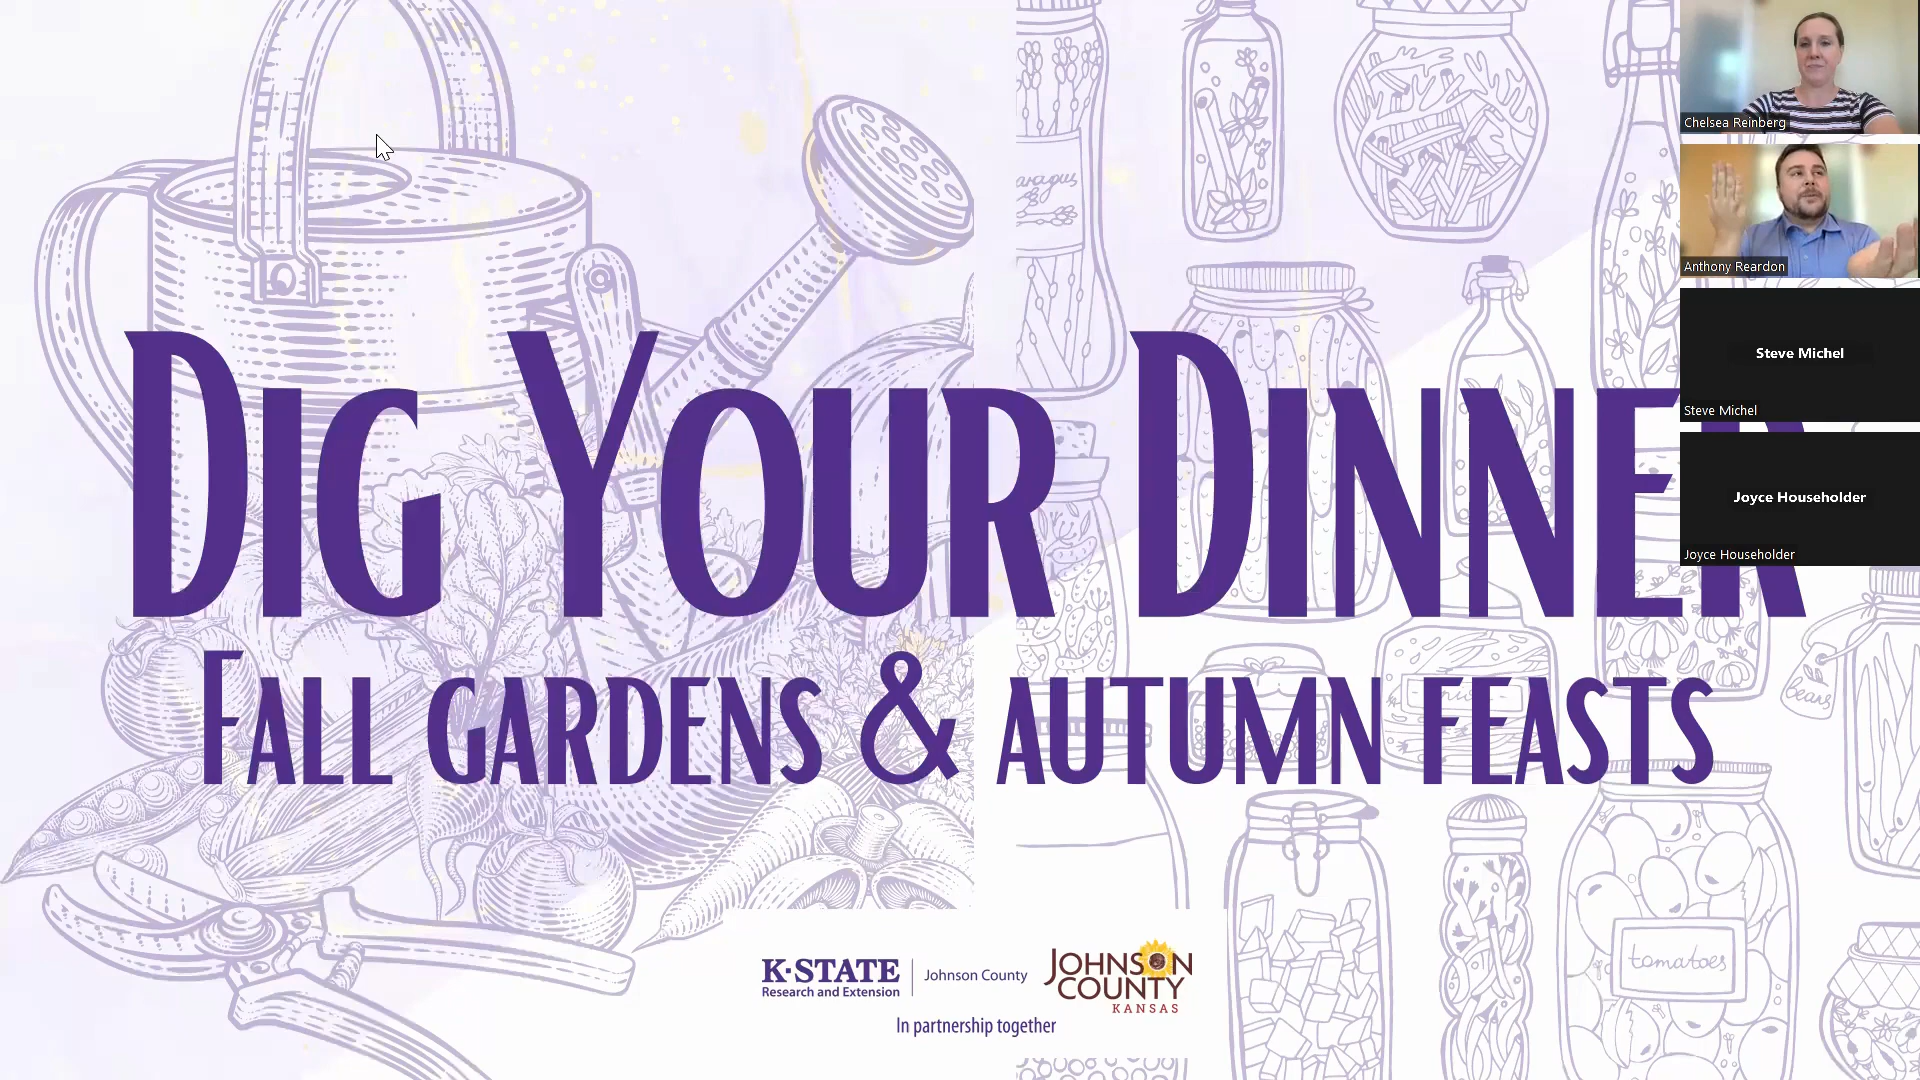 DIG YOUR DINNER
FALL GARDENS & AUTUMN FEASTS
K-STATE
Research and Extension
Johnson County
JOHNSON
COUNTY
KANSAS
In partnership together
beans
tomatoes
Chelsea Reinberg
Anthony Reardon
Steve Michel
Steve Michel
Joyce Householder
Joyce Householder